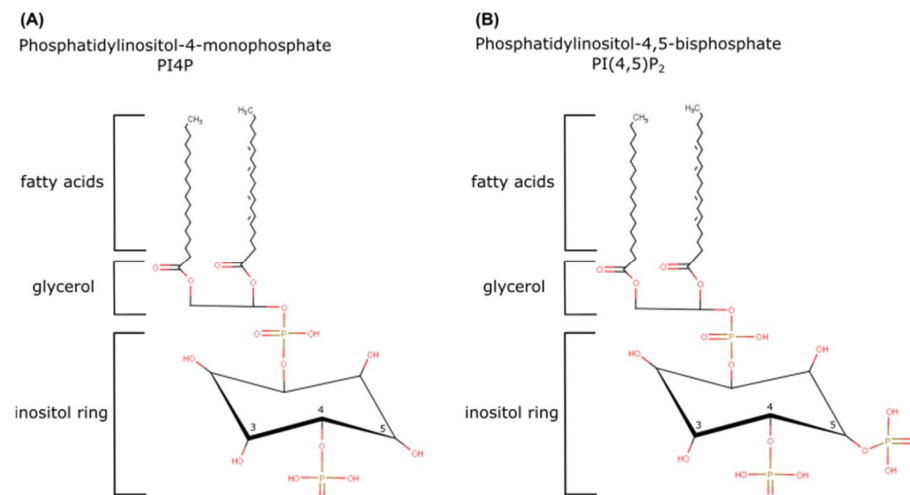 (A)
Phosphatidylinositol-4-monophosphate
PI4P
fatty acids
glycerol
inositol ring
CH₃
H₃C
O
O
O
O
O
O
P
OH
O
HO
OH
4
3
5
HO
O
OH
HO
P
OH
(B)
Phosphatidylinositol-4,5-bisphosphate
PI(4,5)P₂
fatty acids
glycerol
inositol ring
CH₃
H₃C
O
O
O
O
O
O
P
OH
O
HO
OH
4
3
5
HO
O
O
OH
P
OH
HO
P
OH